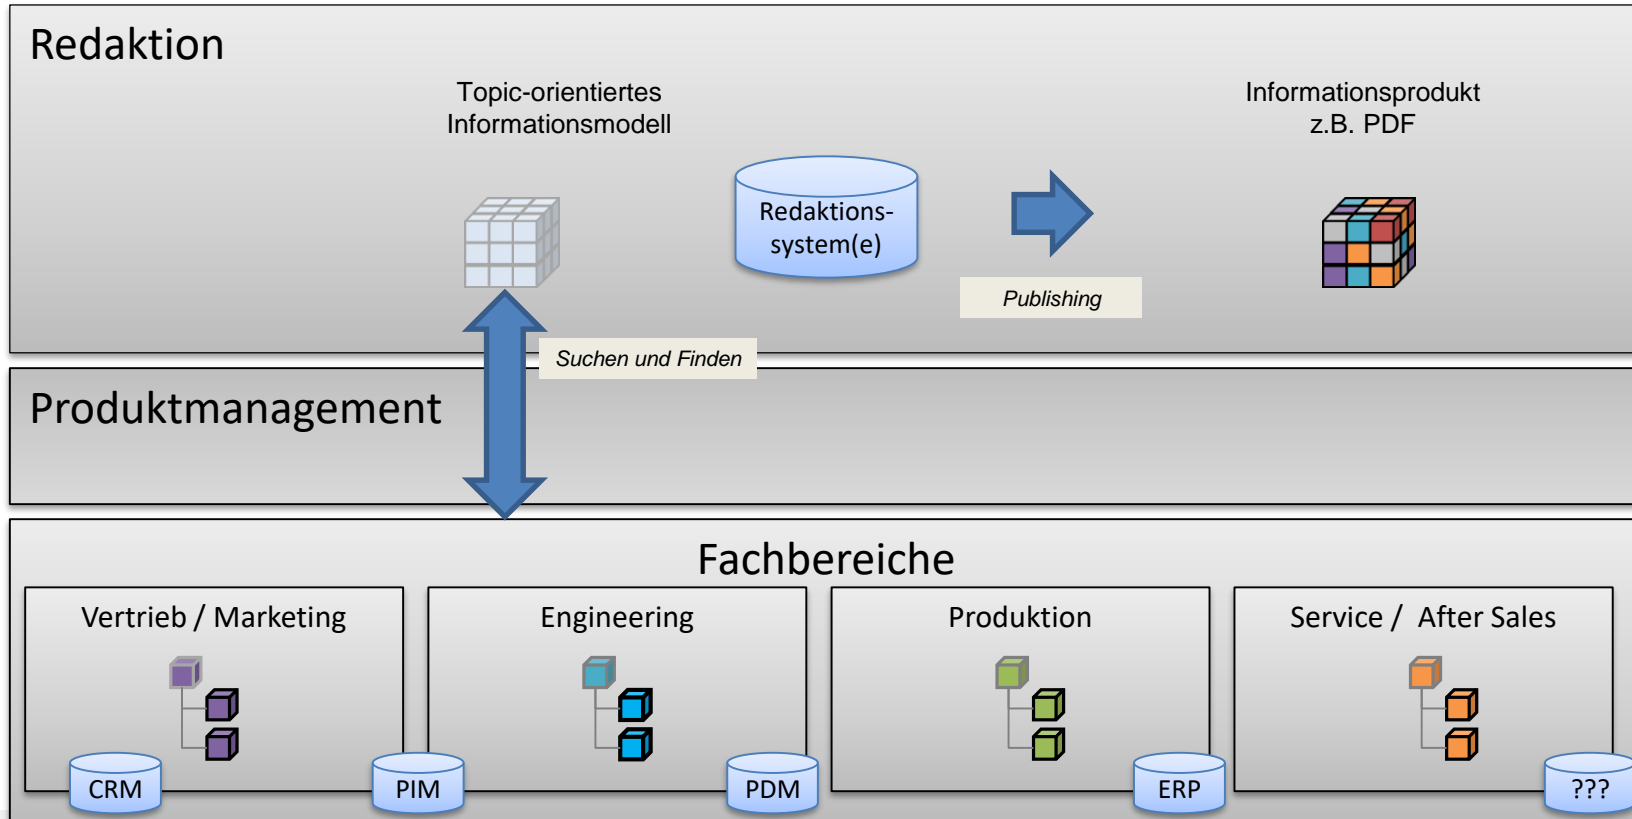 Redaktion
Topic-orientiertes
Informationsmodell
Informationsprodukt
z.B. PDF
Redaktions-
system(e)
Publishing
Suchen und Finden
Produktmanagement
Fachbereiche
Vertrieb / Marketing
Engineering
Produktion
Service / After Sales
CRM
PIM
PDM
ERP
???